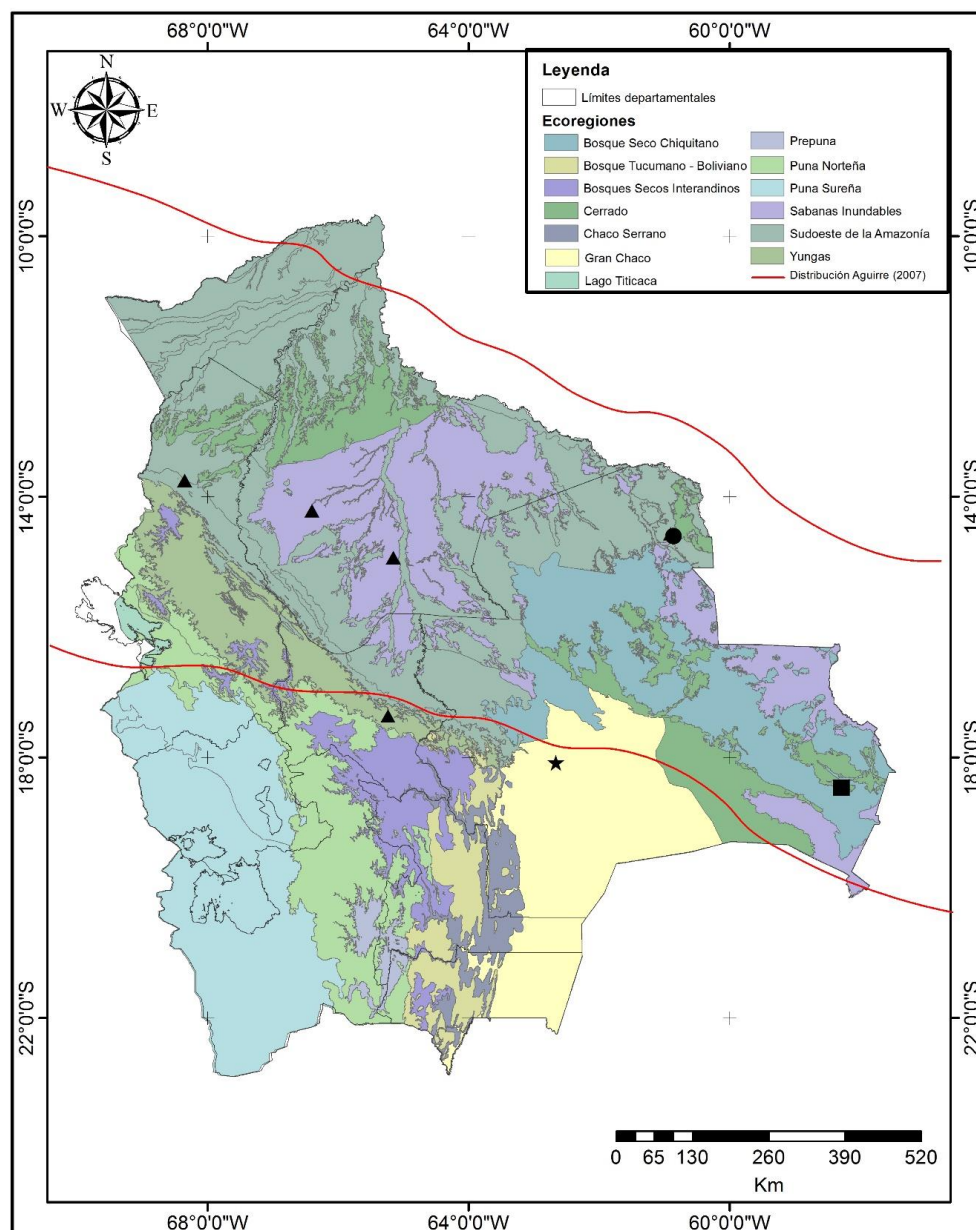 68°0'0"W 64°0'0"W 60°0'0"W
N
W E
S
Leyenda
Límites departamentales
Ecoregiones
Bosque Seco Chiquitano
Bosque Tucumano - Boliviano
Bosques Secos Interandinos
Cerrado
Chaco Serrano
Gran Chaco
Lago Titicaca
Prepuna
Puna Norteña
Puna Sureña
Sabanas Inundables
Sudoeste de la Amazonía
Yungas
Distribución Aguirre (2007)
10°0'0"S 10°0'0"S
14°0'0"S 14°0'0"S
18°0'0"S 18°0'0"S
22°0'0"S 22°0'0"S
0 65 130 260 390 520
Km
68°0'0"W 64°0'0"W 60°0'0"W